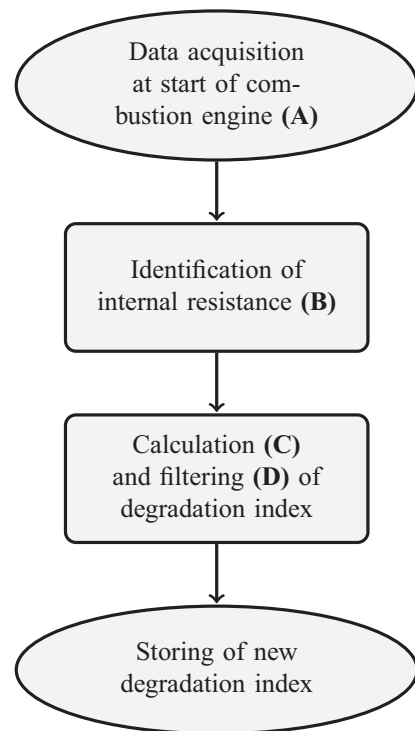 Data acquisition
at start of com-
bustion engine (A)
Identification of
internal resistance (B)
Calculation (C)
and filtering (D) of
degradation index
Storing of new
degradation index